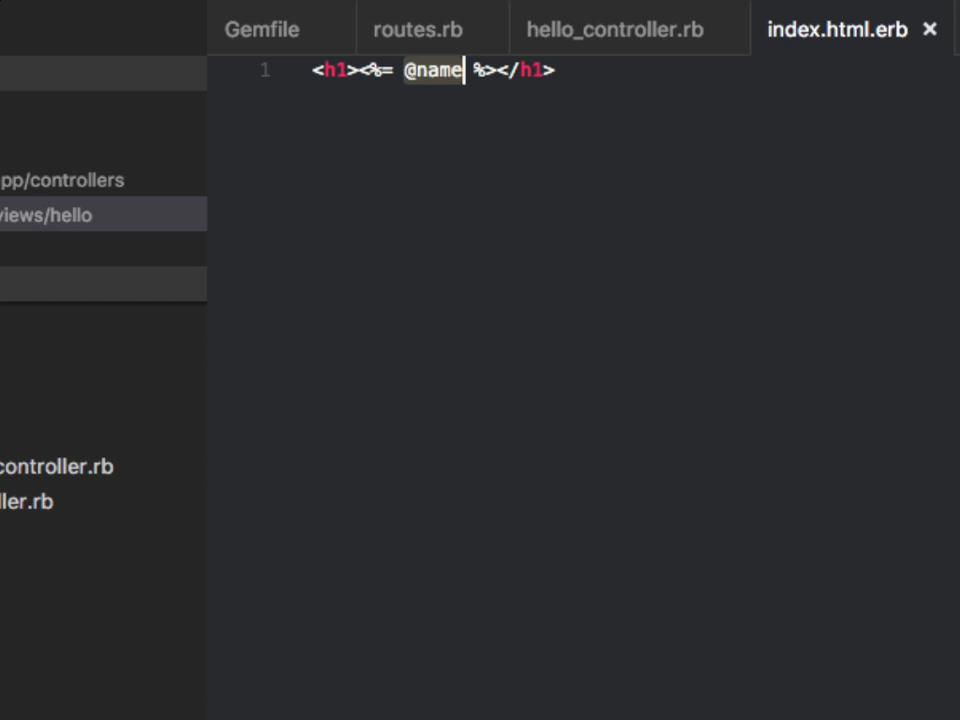 Gemfile routes.rb hello_controller.rb index.html.erb ×
1 <h1><%= @name %></h1>
pp/controllers
views/hello
controller.rb
ller.rb